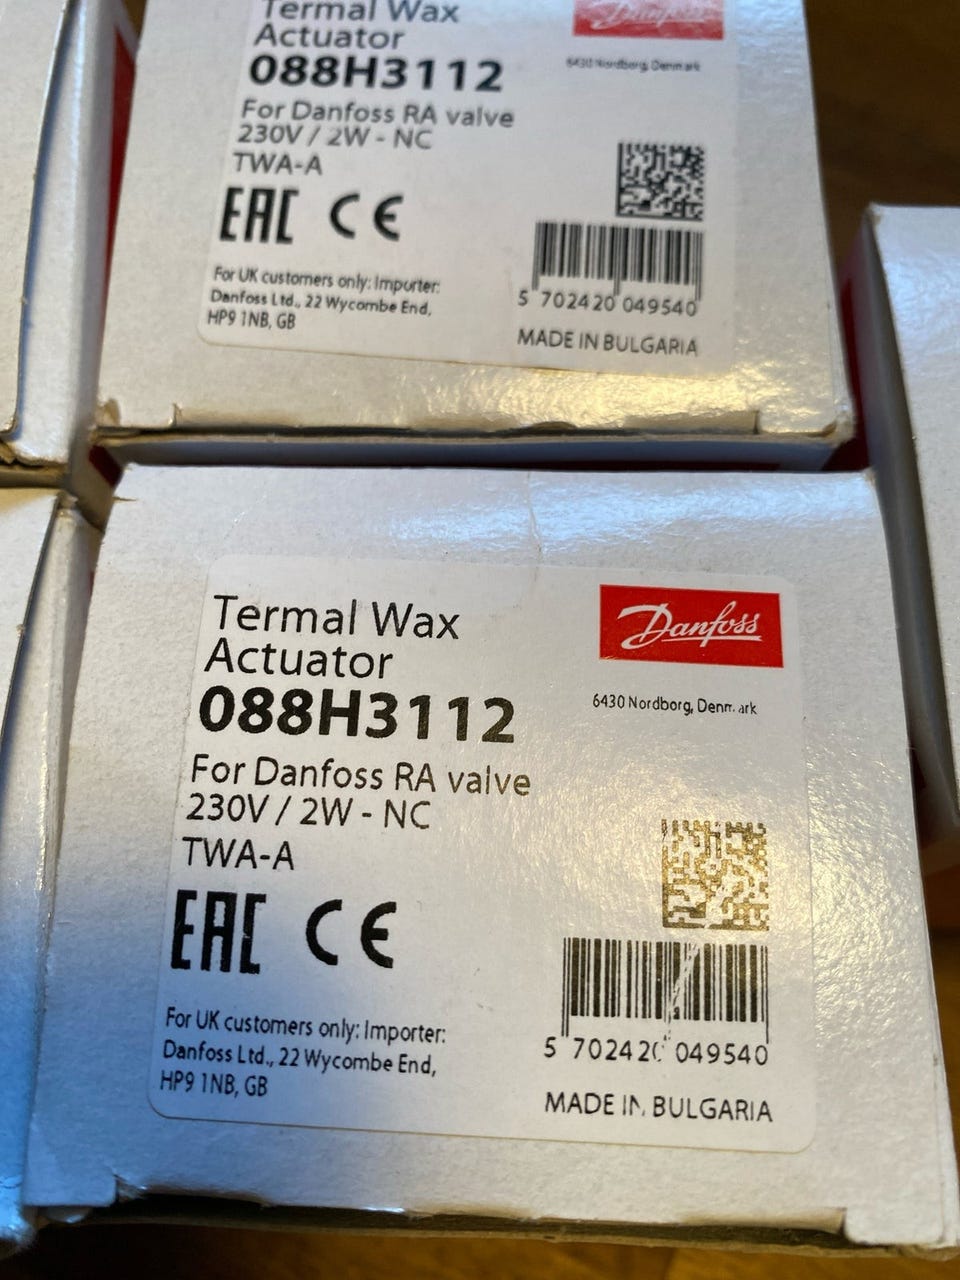 Termal Wax
Actuator
088H3112
For Danfoss RA valve
230V / 2W - NC
TWA-A
EAC CE
For UK customers only: Importer:
Danfoss Ltd., 22 Wycombe End,
HP9 1NB, GB
Danfoss
6430 Nordborg, Denmark
5 702420 049540
MADE IN BULGARIA
Termal Wax
Actuator
088H3112
For Danfoss RA valve
230V / 2W - NC
TWA-A
EAC CE
For UK customers only: Importer:
Danfoss Ltd., 22 Wycombe End,
HP9 1NB, GB
Danfoss
6430 Nordborg, Denmark
5 702420 049540
MADE IN BULGARIA